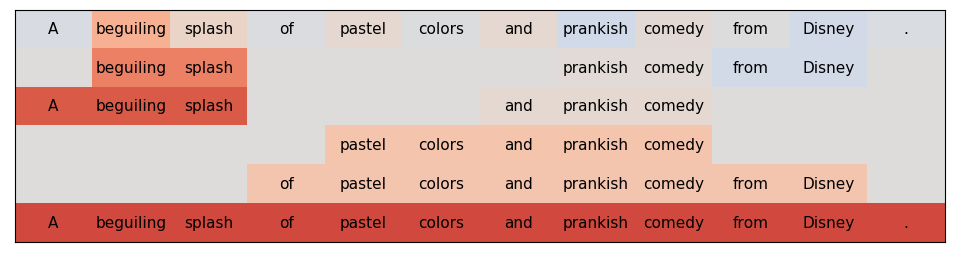 A beguiling splash of pastel colors and prankish comedy from Disney .
beguiling splash prankish comedy from Disney
A beguiling splash and prankish comedy
pastel colors and prankish comedy
of pastel colors and prankish comedy from Disney
A beguiling splash of pastel colors and prankish comedy from Disney .